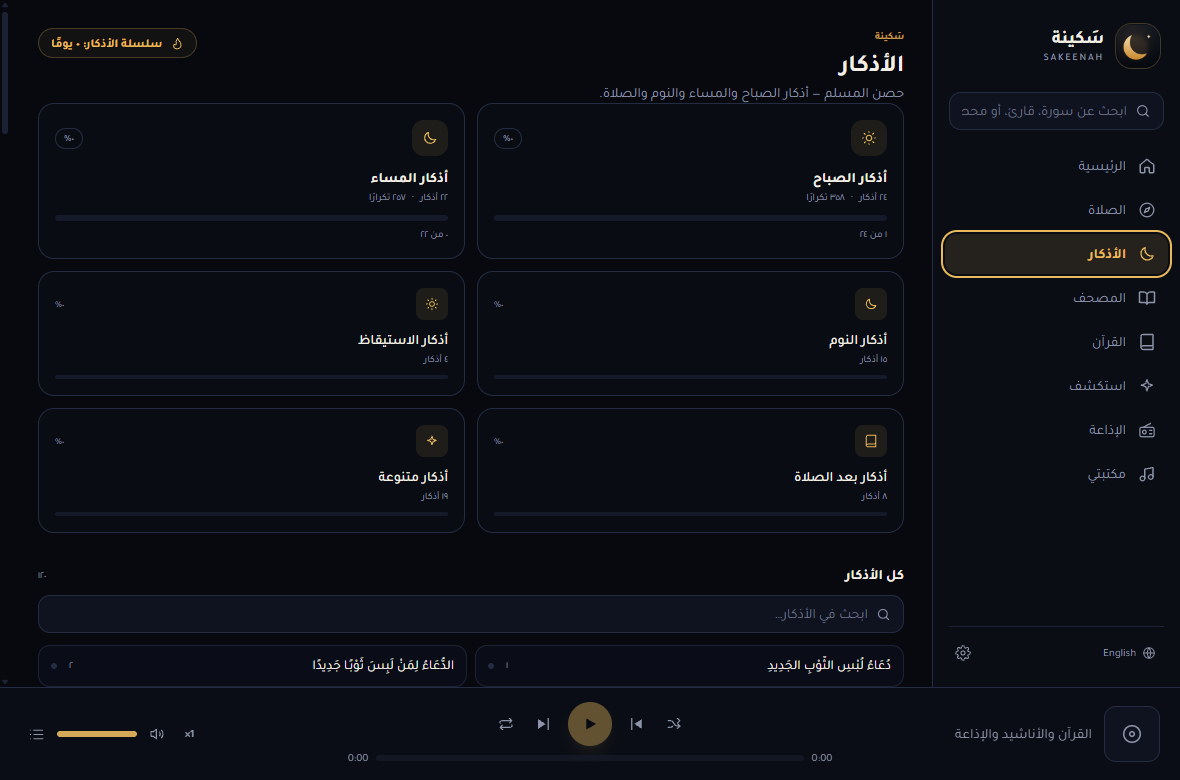 سَكينة
SAKEENAH
ابحث عن سورة، قارئ، أو محد
الرئيسية
الصلاة
الأذكار
المصحف
القرآن
استكشف
الإذاعة
مكتبتي
English
سَكينة
الأذكار
حصن المسلم – أذكار الصباح والمساء والنوم والصلاة.
سلسلة الأذكار: ٠ يومًا
٠%
أذكار الصباح
٢٤ أذكار · ٣٥٨ تكرارًا
١ من ٢٤
٠%
أذكار المساء
٢٢ أذكار · ٢٥٧ تكرارًا
٠ من ٢٢
٠%
أذكار النوم
١٥ أذكار
٠%
أذكار الاستيقاظ
٤ أذكار
٠%
أذكار بعد الصلاة
٨ أذكار
٠%
أذكار متنوعة
١٩ أذكار
كل الأذكار
١٢٠
ابحث في الأذكار...
دُعَاءُ لُبْسِ الثَّوْبِ الجَدِيدِ
١
الدُّعَاءُ لِمَنْ لَبِسَ ثَوْبًا جَدِيدًا
٢
القرآن والأناشيد والإذاعة
0:00
0:00
x1